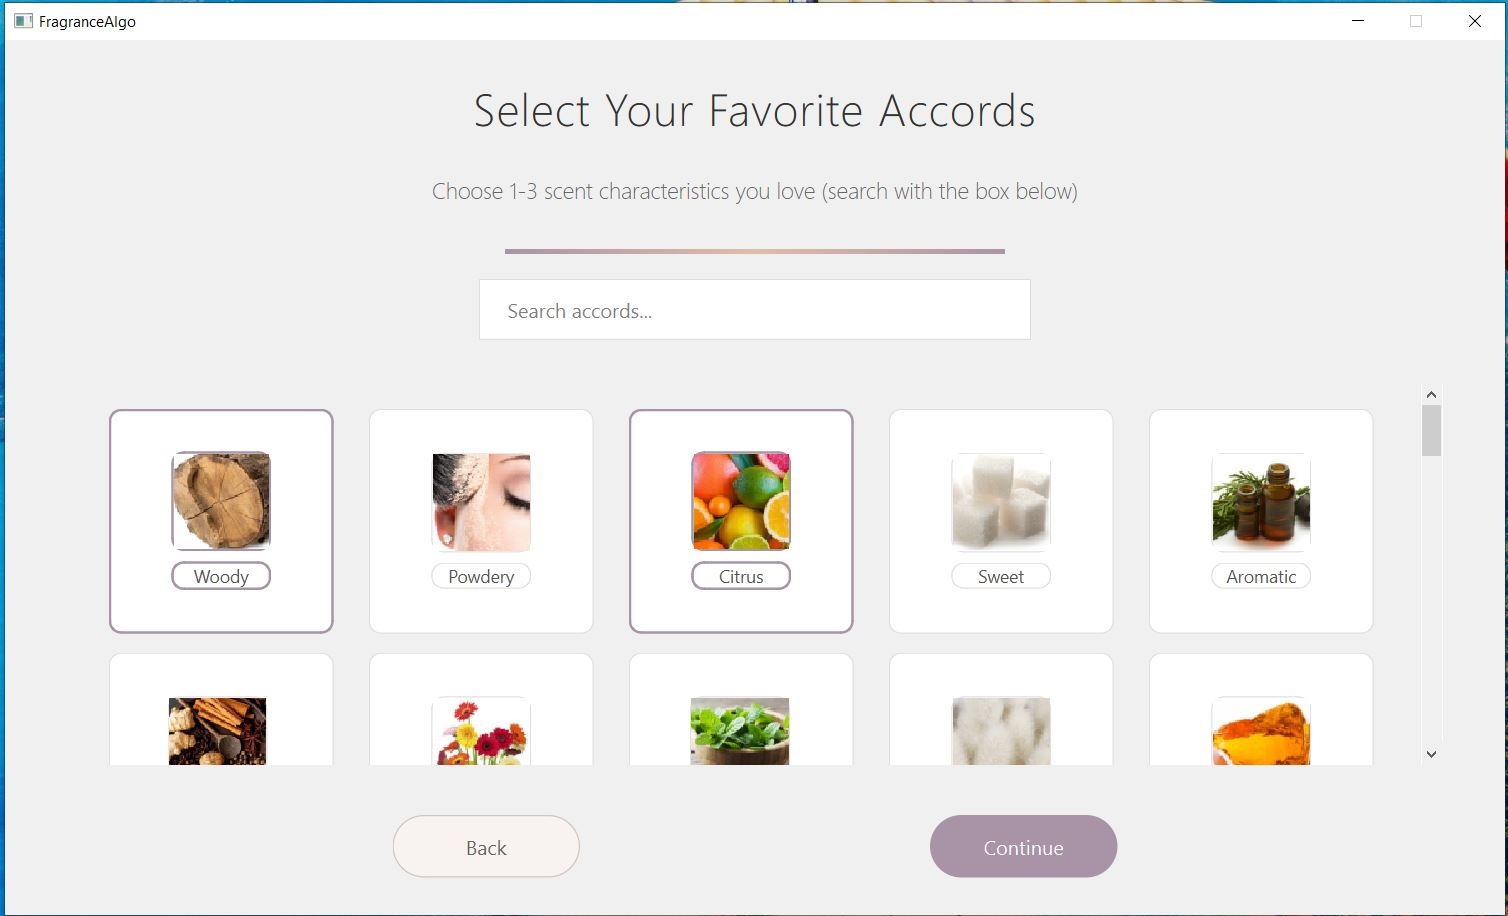 FragranceAlgo
Select Your Favorite Accords
Choose 1-3 scent characteristics you love (search with the box below)
Search accords...
Woody
Powdery
Citrus
Sweet
Aromatic
Back
Continue